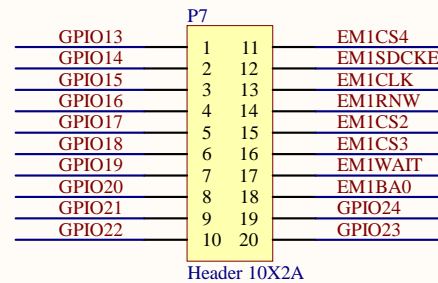 P7
GPIO13 1 11 EM1CS4
GPIO14 2 12 EM1SDCKE
GPIO15 3 13 EM1CLK
GPIO16 4 14 EM1RNW
GPIO17 5 15 EM1CS2
GPIO18 6 16 EM1CS3
GPIO19 7 17 EM1WAIT
GPIO20 8 18 EM1BA0
GPIO21 9 19 GPIO24
GPIO22 10 20 GPIO23
Header 10X2A